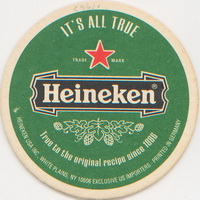 IT'S ALL TRUE
TRADE MARK
Heineken®
true to the original recipe since 1886
HEINEKEN USA INC., WHITE PLAINS, NY 10606 EXCLUSIVE US IMPORTERS · PRINTED IN GERMANY